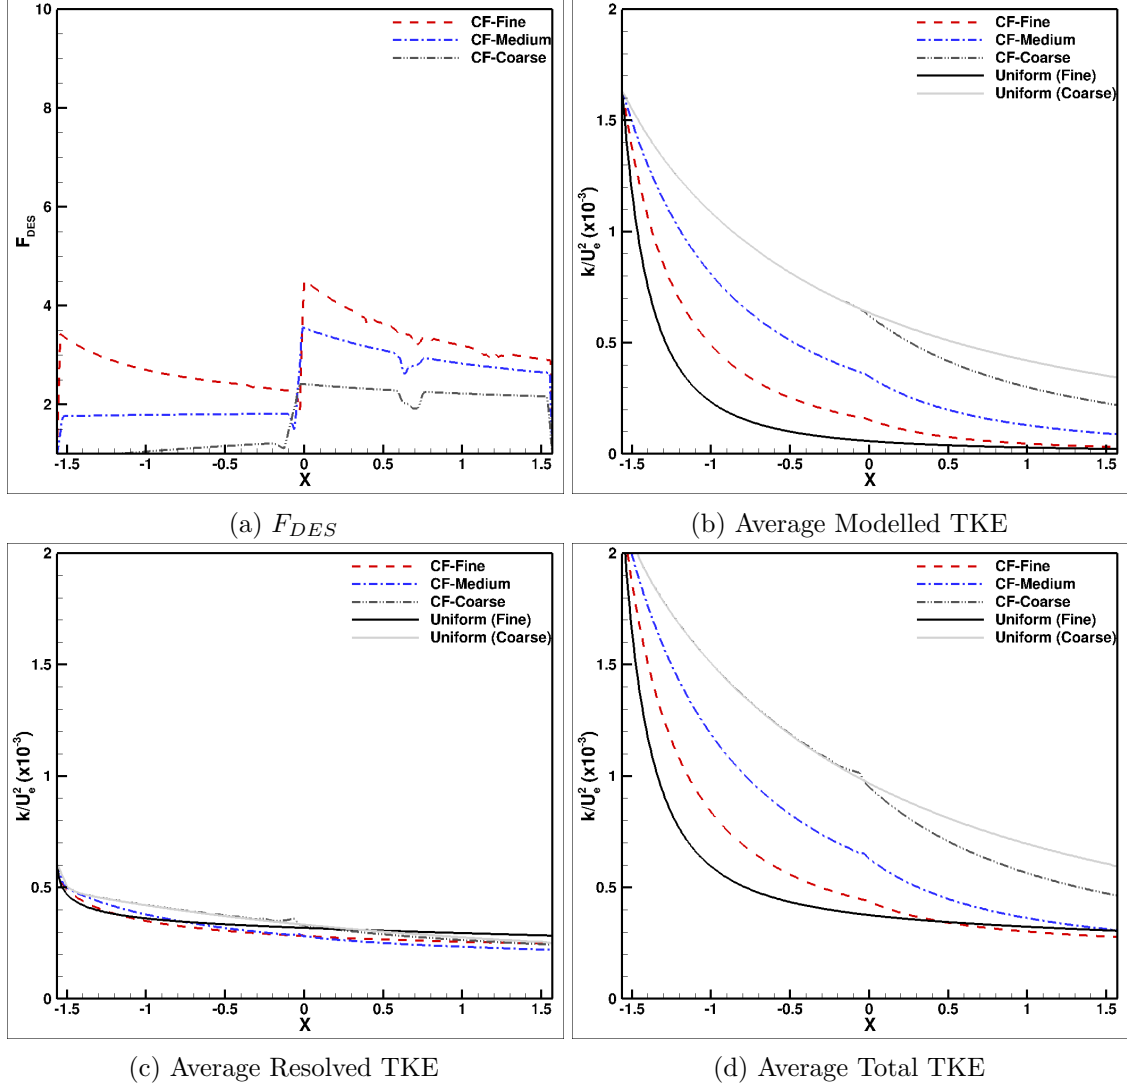 10
8
6
4
2
F_DES
-1.5 -1 -0.5 0 0.5 1 1.5
X
CF-Fine
CF-Medium
CF-Coarse
(a) F_DES
2
1.5
1
0.5
0
k/U_e^2 (x10^-3)
-1.5 -1 -0.5 0 0.5 1 1.5
X
CF-Fine
CF-Medium
CF-Coarse
Uniform (Fine)
Uniform (Coarse)
(b) Average Modelled TKE
2
1.5
1
0.5
0
k/U_e^2 (x10^-3)
-1.5 -1 -0.5 0 0.5 1 1.5
X
CF-Fine
CF-Medium
CF-Coarse
Uniform (Fine)
Uniform (Coarse)
(c) Average Resolved TKE
2
1.5
1
0.5
0
k/U_e^2 (x10^-3)
-1.5 -1 -0.5 0 0.5 1 1.5
X
CF-Fine
CF-Medium
CF-Coarse
Uniform (Fine)
Uniform (Coarse)
(d) Average Total TKE